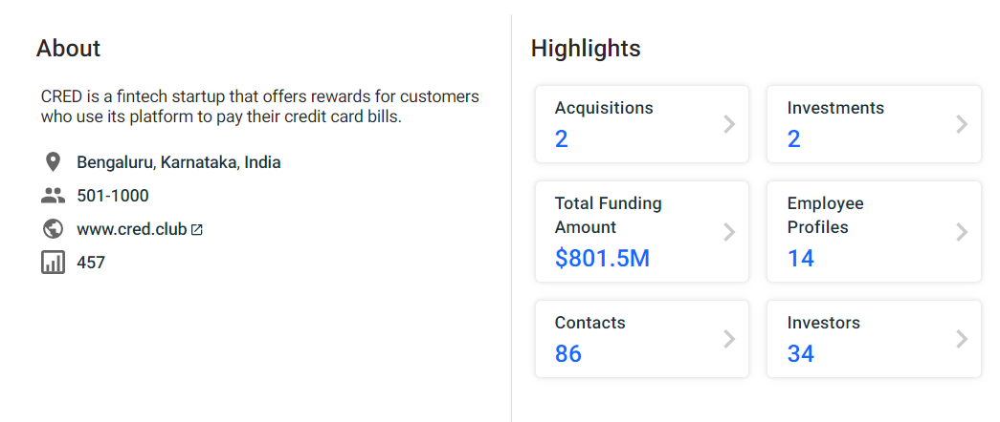 About
CRED is a fintech startup that offers rewards for customers
who use its platform to pay their credit card bills.
Bengaluru, Karnataka, India
501-1000
www.cred.club
457
Highlights
Acquisitions
2
Investments
2
Total Funding
Amount
$801.5M
Employee
Profiles
14
Contacts
86
Investors
34